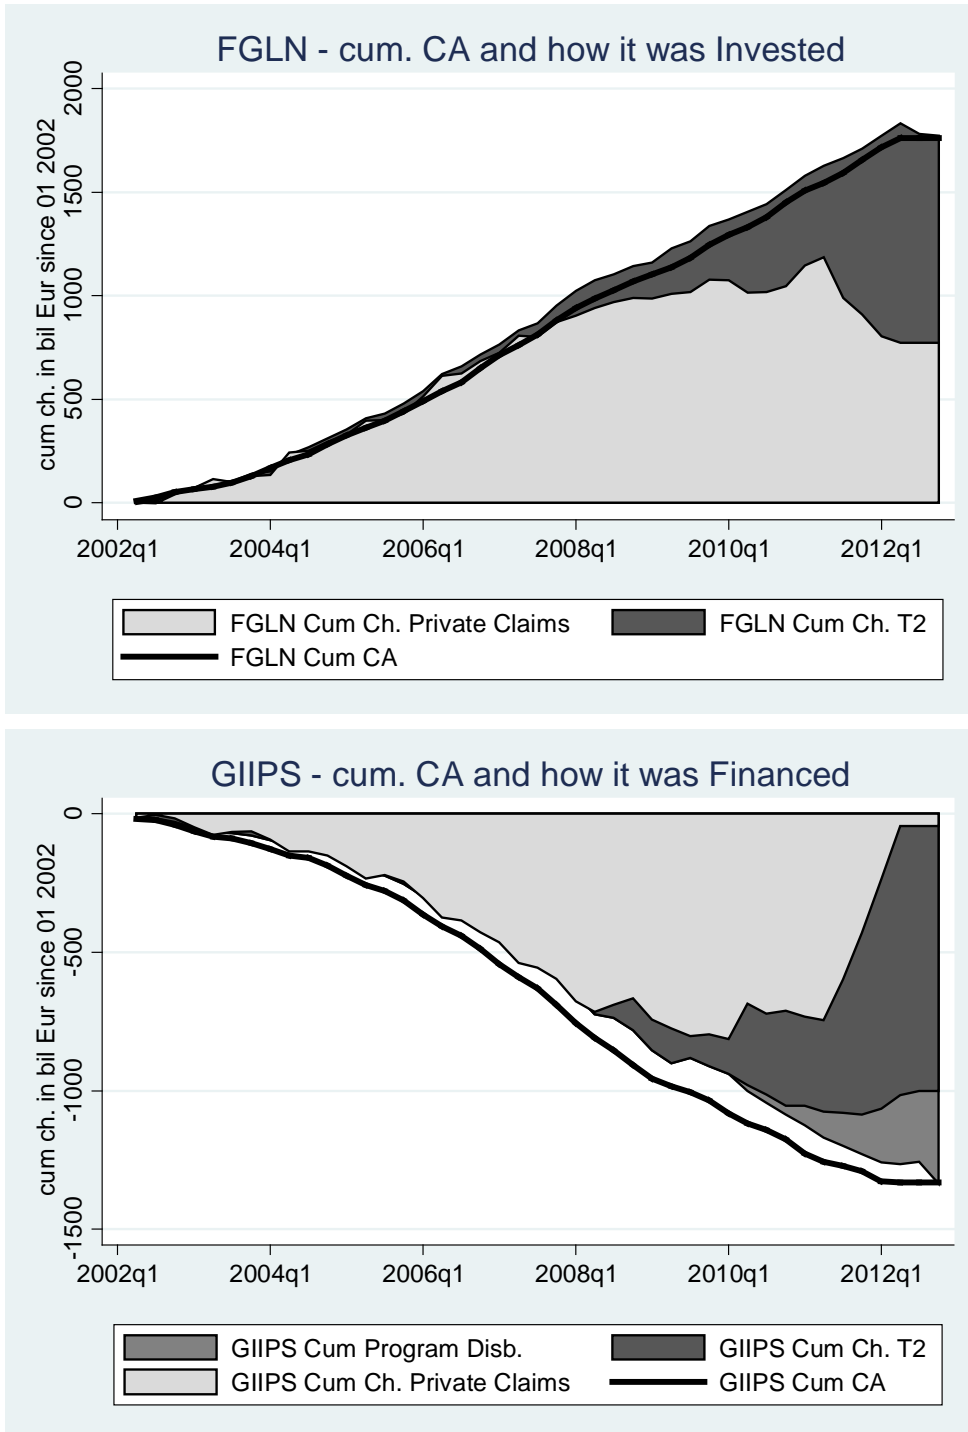 FGLN - cum. CA and how it was Invested
cum ch. in bil Eur since 01 2002
2000
1500
1000
500
0
2002q1 2004q1 2006q1 2008q1 2010q1 2012q1
FGLN Cum Ch. Private Claims FGLN Cum Ch. T2
FGLN Cum CA
GIIPS - cum. CA and how it was Financed
cum ch. in bil Eur since 01 2002
0
-500
-1000
-1500
2002q1 2004q1 2006q1 2008q1 2010q1 2012q1
GIIPS Cum Program Disb. GIIPS Cum Ch. T2
GIIPS Cum Ch. Private Claims GIIPS Cum CA